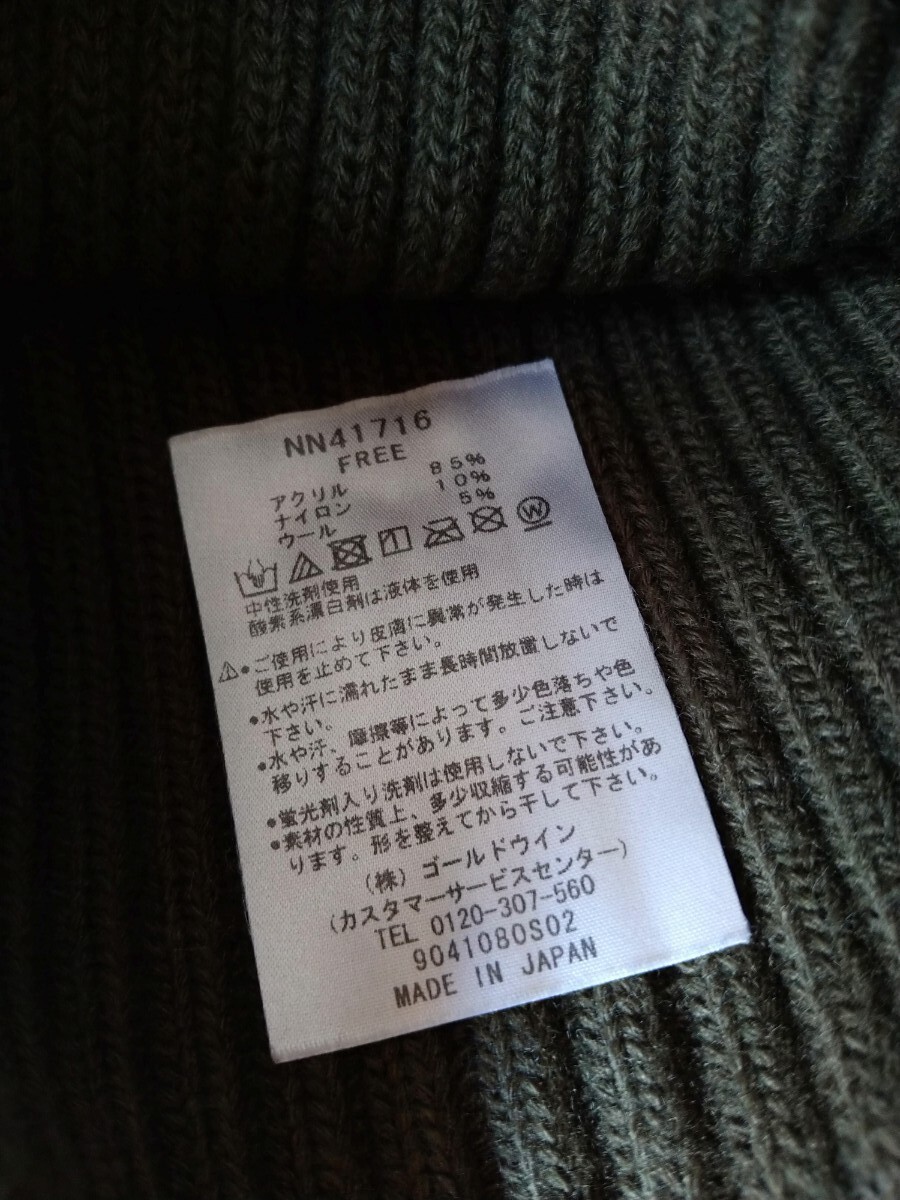 NN41716
FREE
アクリル 85%
ナイロン 10%
ウール 5%
W
中性洗剤使用
酸素系漂白剤は液体を使用
●ご使用により皮膚に異常が発生した時は
使用を止めて下さい。
●水や汗に濡れたまま長時間放置しないで
下さい。
●水や汗、摩擦等によって多少色落ちや色
移りすることがあります。ご注意下さい。
●蛍光剤入り洗剤は使用しないで下さい。
●素材の性質上、多少収縮する可能性があ
ります。形を整えてから干して下さい。
(株) ゴールドウイン
(カスタマーサービスセンター)
TEL 0120-307-560
9041080S02
MADE IN JAPAN